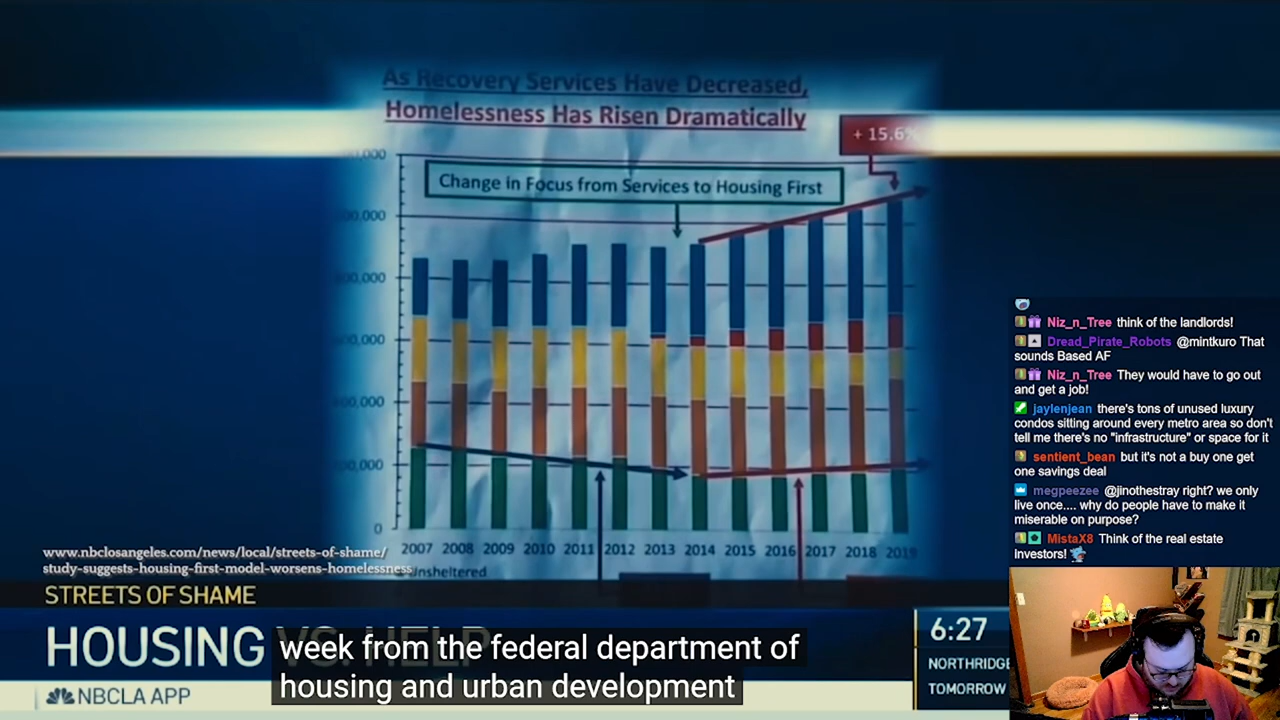 As Recovery Services Have Decreased,
Homelessness Has Risen Dramatically
+ 15.6%
Change in Focus from Services to Housing First
0
2007 2008 2009 2010 2011 2012 2013 2014 2015 2016 2017 2018 2019
Unsheltered
www.nbclosangeles.com/news/local/streets-of-shame/
study-suggests-housing-first-model-worsens-homelessness
STREETS OF SHAME
HOUSING VS. HELP
week from the federal department of
housing and urban development
NBCLA APP
6:27
NORTHRIDGE
TOMORROW
Niz_n_Tree think of the landlords!
Dread_Pirate_Robots @mintkuro That
sounds Based AF
Niz_n_Tree They would have to go out
and get a job!
jaylenjean there's tons of unused luxury
condos sitting around every metro area so don't
tell me there's no "infrastructure" or space for it
sentient_bean but it's not a buy one get
one savings deal
megpeezee @jinothestray right? we only
live once.... why do people have to make it
miserable on purpose?
MistaX8 Think of the real estate
Investors!